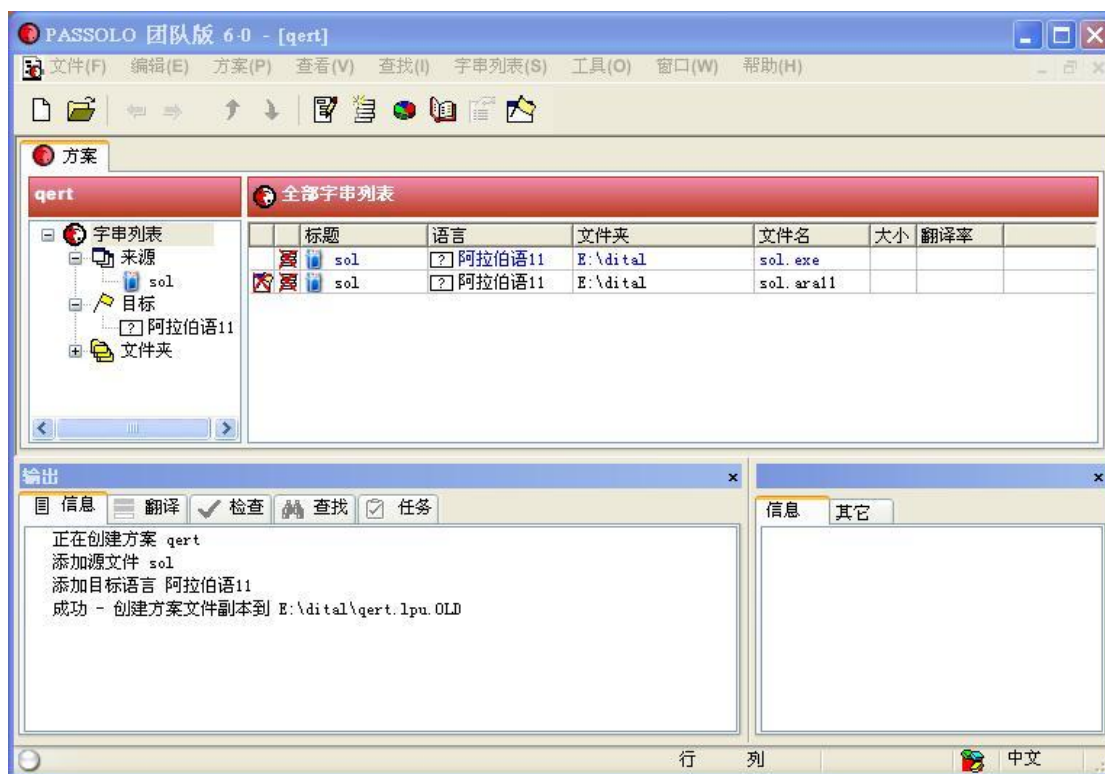 PASSOLO 团队版 6.0 - [qert]
文件(F) 编辑(E) 方案(P) 查看(V) 查找(I) 字串列表(S) 工具(O) 窗口(W) 帮助(H)
方案
qert
全部字串列表
字串列表
来源
sol
目标
阿拉伯语11
文件夹
标题 语言 文件夹 文件名 大小 翻译率
sol ? 阿拉伯语11 E:\dital sol.exe
sol ? 阿拉伯语11 E:\dital sol.ara11
输出
信息 翻译 检查 查找 任务
正在创建方案 qert
添加源文件 sol
添加目标语言 阿拉伯语11
成功 - 创建方案文件副本到 E:\dital\qert.lpu.OLD
信息 其它
行 列 中文